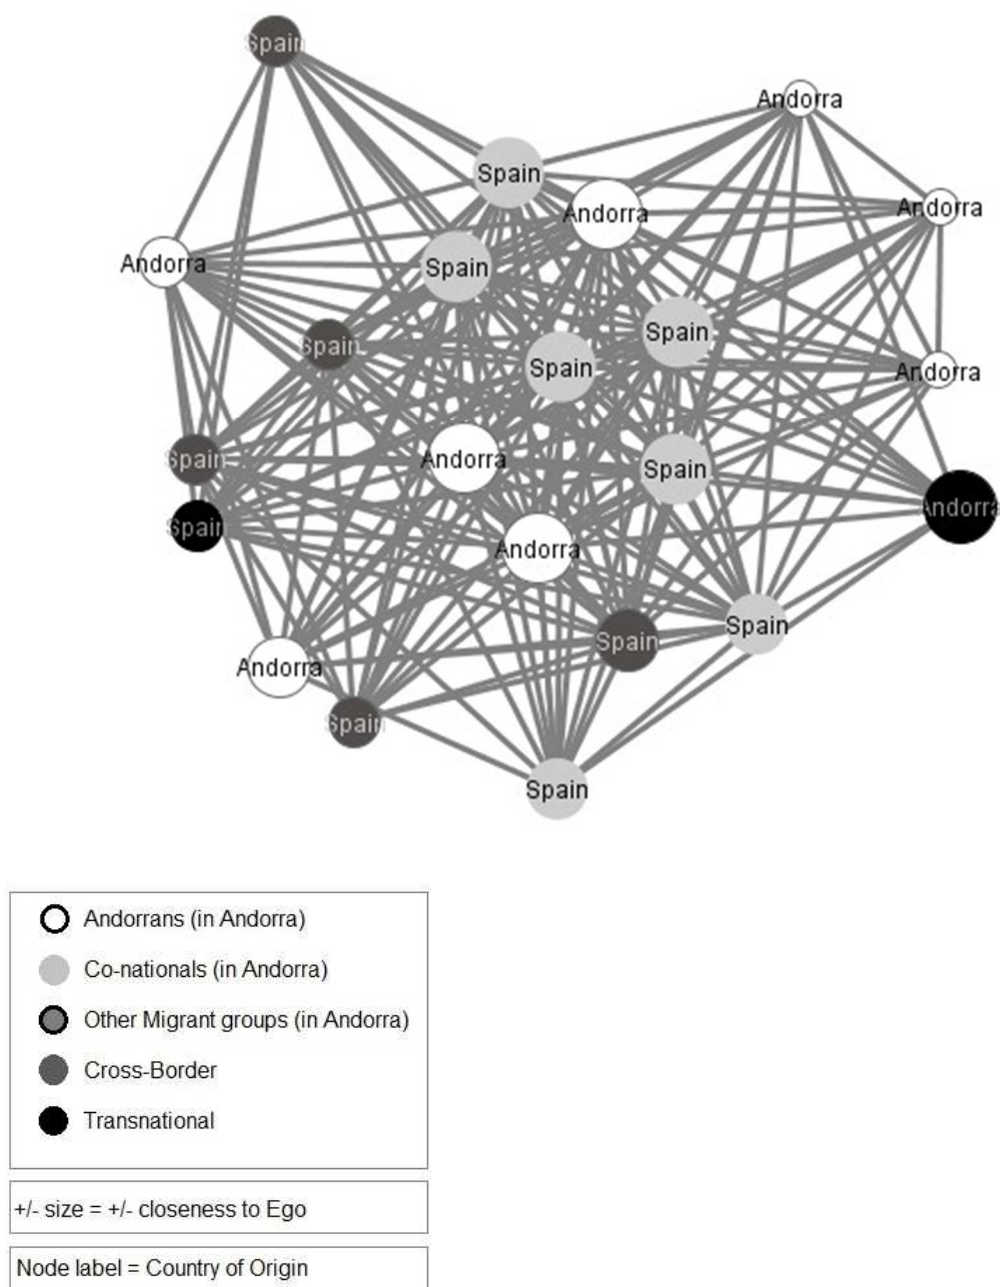 Spain
Andorra
Spain
Andorra
Andorra
Andorra
Spain
Spain
Spain
Spain
Andorra
Andorra
Spain
Spain
Spain
Andorra
Spain
Andorra
Spain
Spain
Andorra
Spain
Spain
Andorrans (in Andorra)
Co-nationals (in Andorra)
Other Migrant groups (in Andorra)
Cross-Border
Transnational
+/- size = +/- closeness to Ego
Node label = Country of Origin